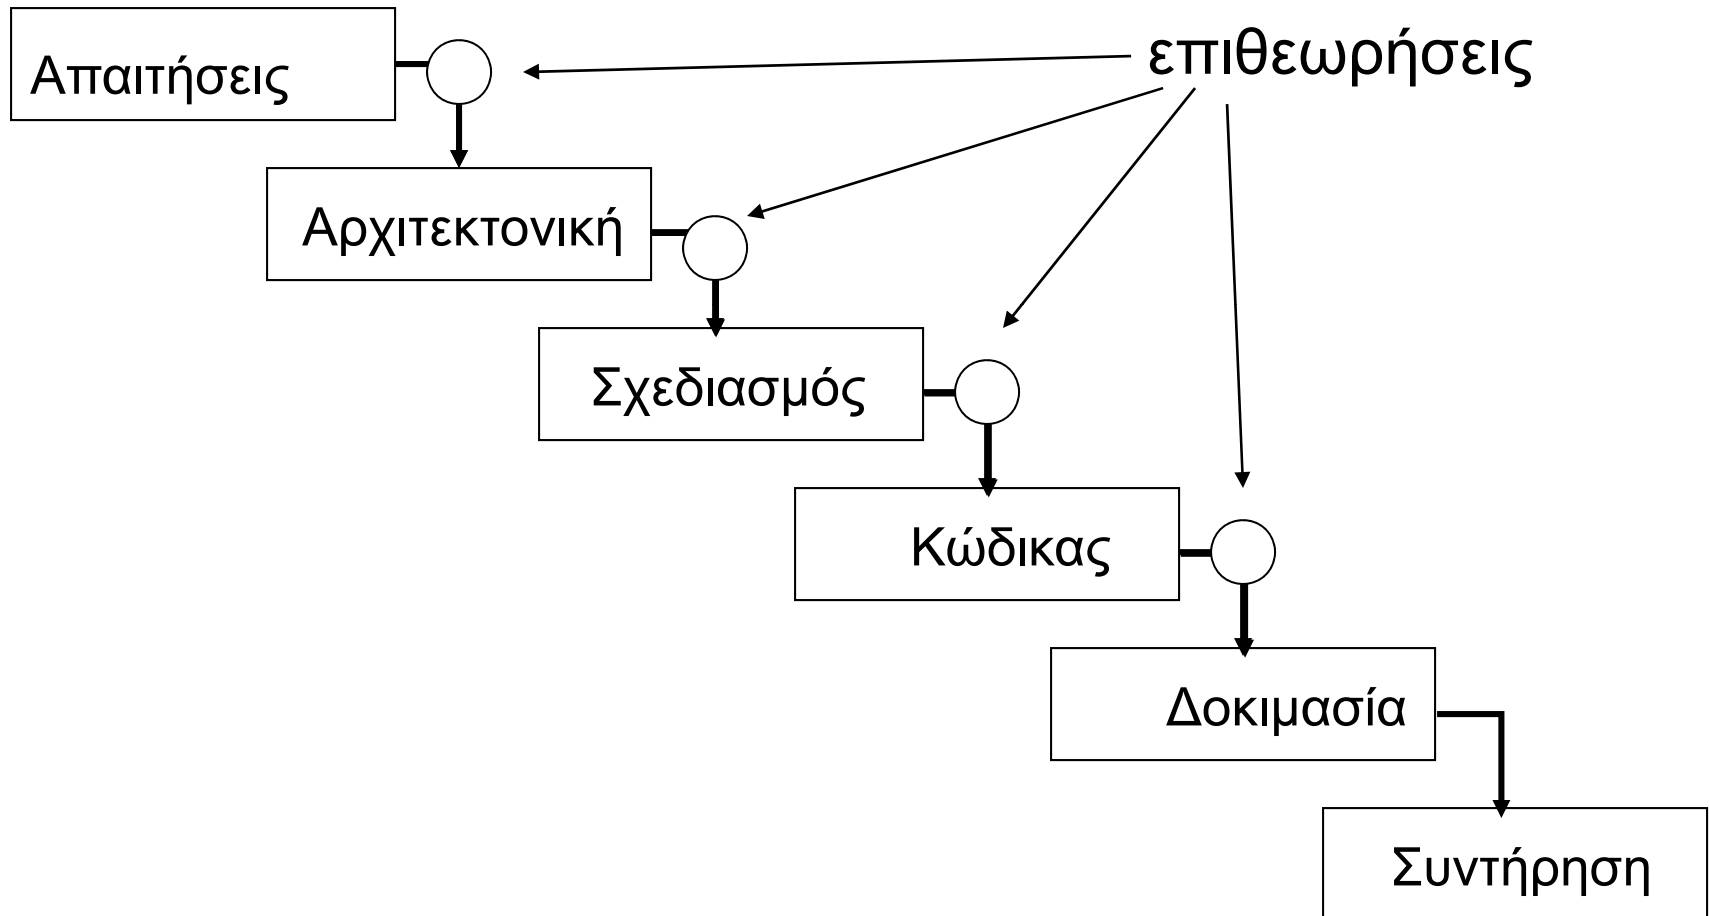 επιθεωρήσεις
Απαιτήσεις
Αρχιτεκτονική
Σχεδιασμός
Κώδικας
Δοκιμασία
Συντήρηση